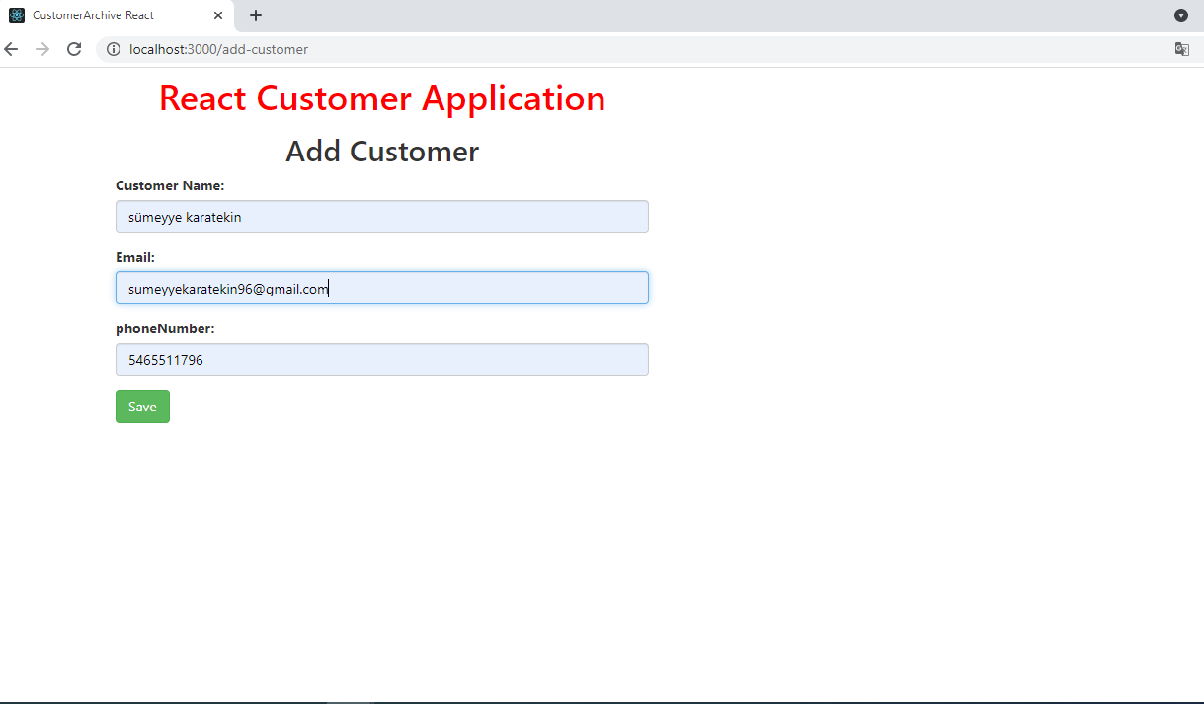 CustomerArchive React
localhost:3000/add-customer
React Customer Application
Add Customer
Customer Name:
sümeyye karatekin
Email:
sumeyyekaratekin96@gmail.com
phoneNumber:
5465511796
Save